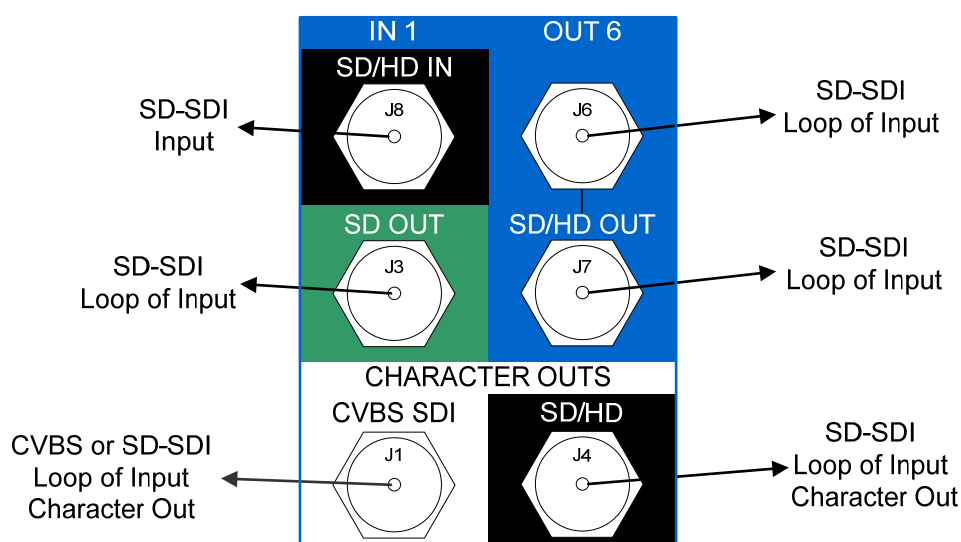 IN 1
OUT 6
SD/HD IN
J8
J6
SD-SDI
Input
SD-SDI
Loop of Input
SD OUT
SD/HD OUT
J3
J7
SD-SDI
Loop of Input
SD-SDI
Loop of Input
CHARACTER OUTS
CVBS SDI
SD/HD
J1
J4
CVBS or SD-SDI
Loop of Input
Character Out
SD-SDI
Loop of Input
Character Out